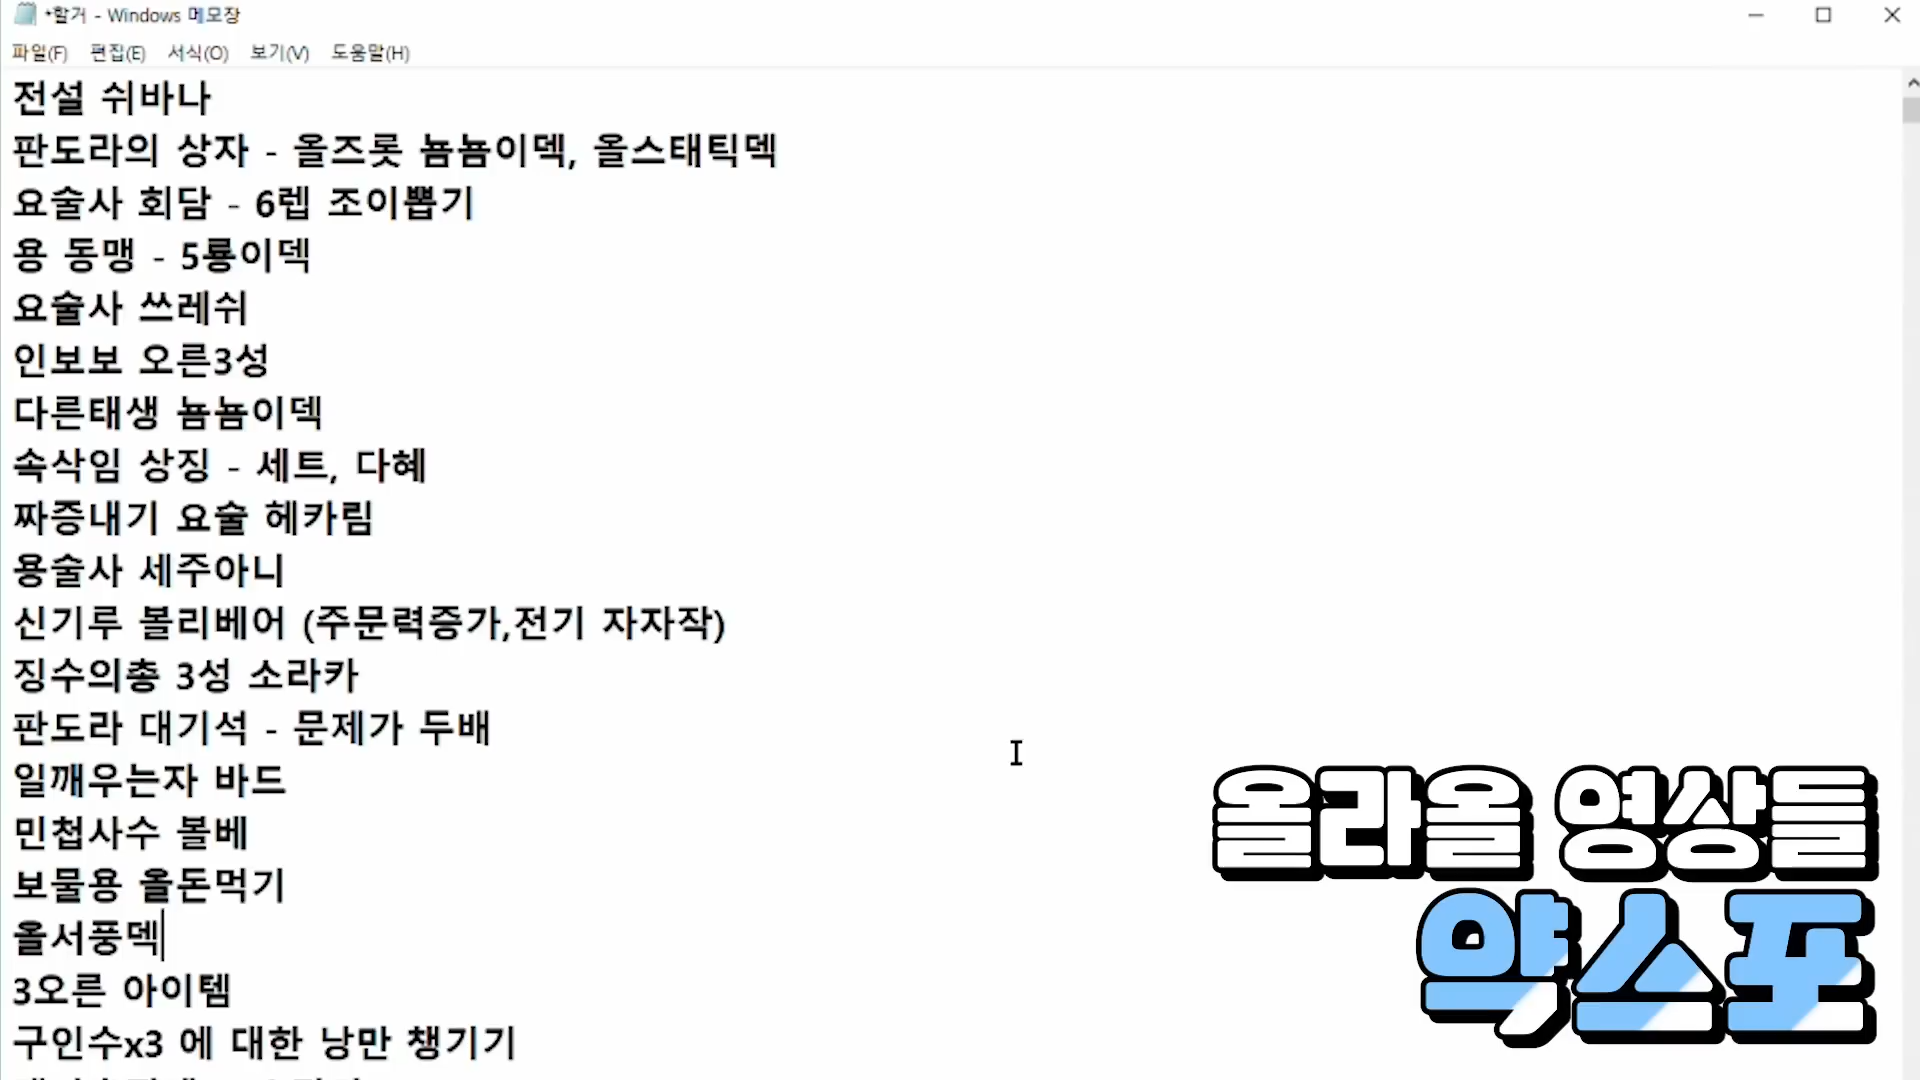 *할거 - Windows 메모장
파일(F) 편집(E) 서식(O) 보기(V) 도움말(H)
전설 쉬바나
판도라의 상자 - 올즈롯 뇸뇸이덱, 올스태틱덱
요술사 회담 - 6렙 조이뽑기
용 동맹 - 5룡이덱
요술사 쓰레쉬
인보보 오른3성
다른태생 뇸뇸이덱
속삭임 상징 - 세트, 다혜
짜증내기 요술 헤카림
용술사 세주아니
신기루 볼리베어 (주문력증가,전기 자자작)
징수의총 3성 소라카
판도라 대기석 - 문제가 두배
일깨우는자 바드
민첩사수 볼베
보물용 올돈먹기
올서풍덱
3오른 아이템
구인수x3 에 대한 낭만 챙기기
올라올 영상들
약스포